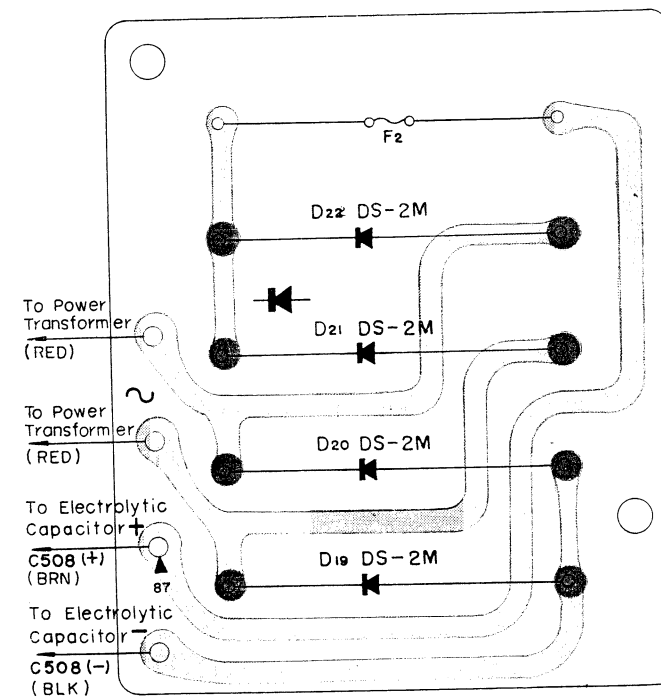 F2
D22 DS-2M
D21 DS-2M
To Power
Transformer
(RED)
To Power
Transformer
(RED)
D20 DS-2M
To Electrolytic
Capacitor+
C508 (+)
(BRN)
87
D19 DS-2M
To Electrolytic
Capacitor-
C508 (-)
(BLK)